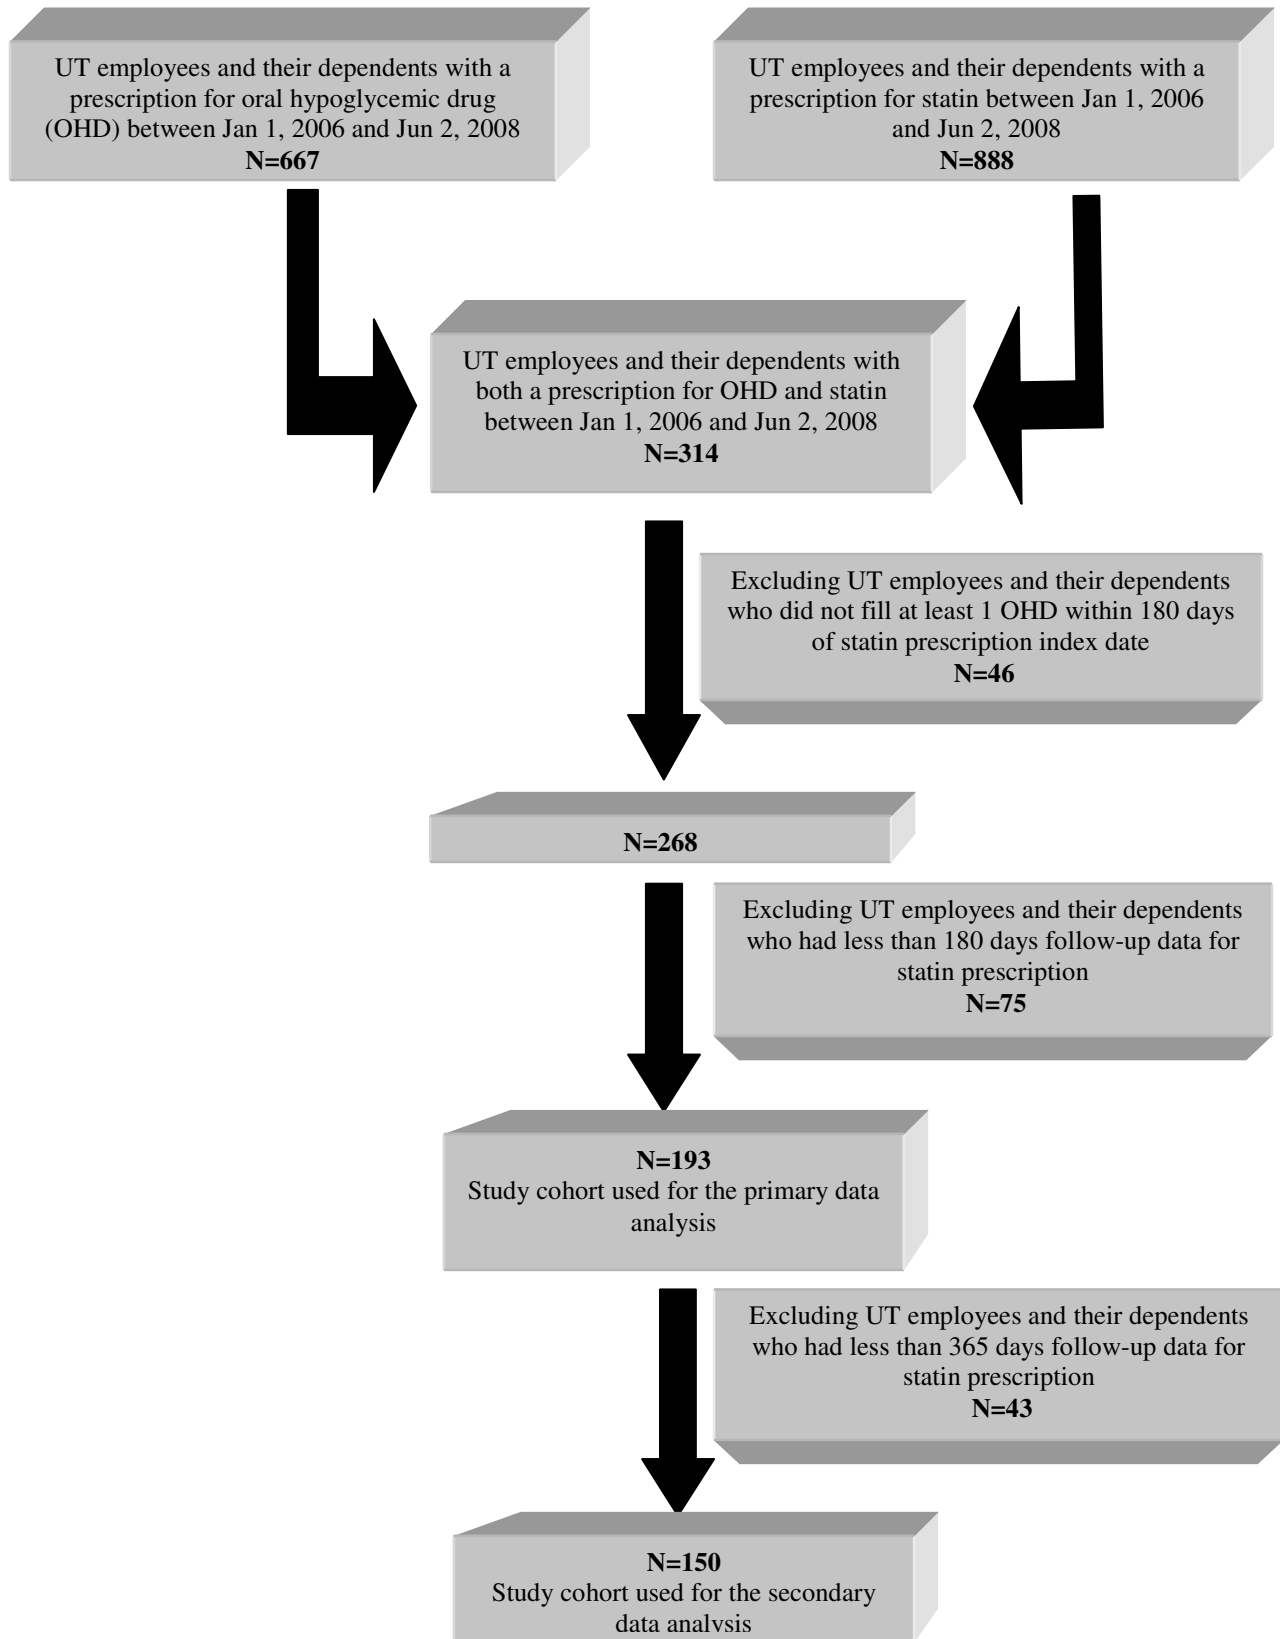 UT employees and their dependents with a
prescription for oral hypoglycemic drug
(OHD) between Jan 1, 2006 and Jun 2, 2008
N=667
UT employees and their dependents with a
prescription for statin between Jan 1, 2006
and Jun 2, 2008
N=888
UT employees and their dependents with
both a prescription for OHD and statin
between Jan 1, 2006 and Jun 2, 2008
N=314
Excluding UT employees and their dependents
who did not fill at least 1 OHD within 180 days
of statin prescription index date
N=46
N=268
Excluding UT employees and their dependents
who had less than 180 days follow-up data for
statin prescription
N=75
N=193
Study cohort used for the primary data
analysis
Excluding UT employees and their dependents
who had less than 365 days follow-up data for
statin prescription
N=43
N=150
Study cohort used for the secondary
data analysis